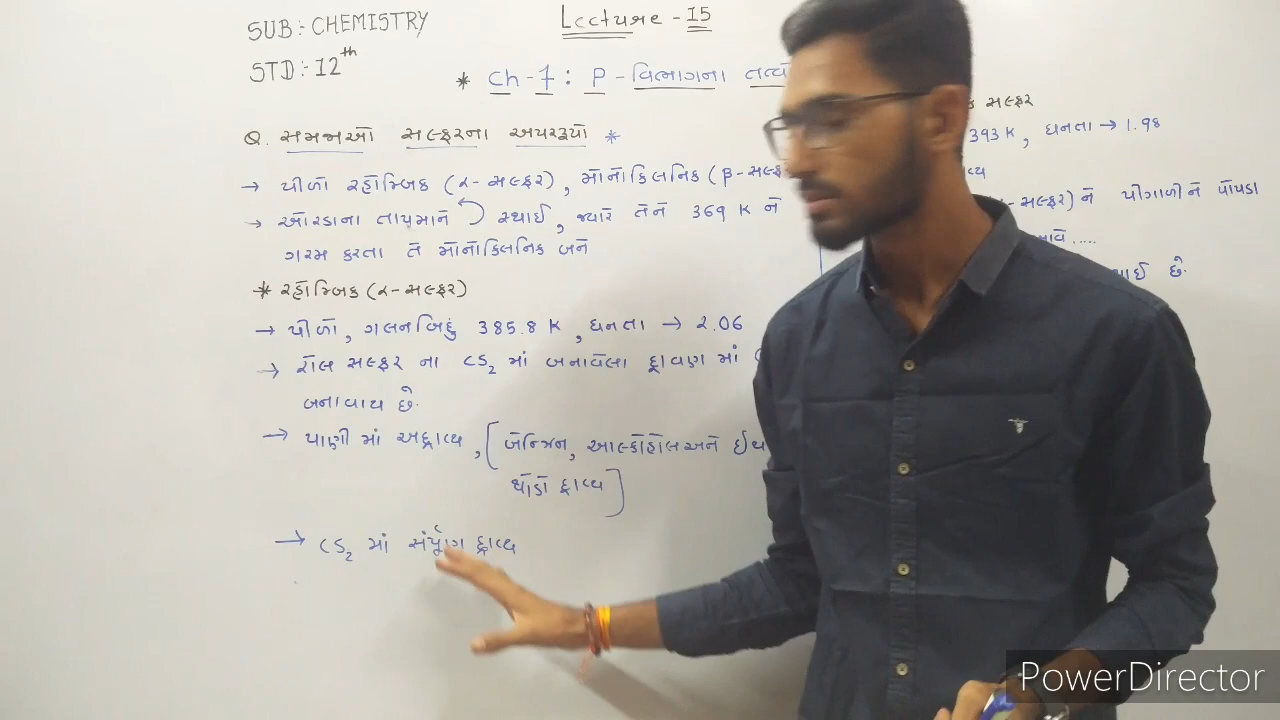 SUB:- CHEMISTRY
Lecture - 15
STD:- 12th
* Ch-7: P-વિભાગના તત્વો
Q. સમજાવો સલ્ફરના અપરરૂપો *
→ પીળો રહોમ્બિક (α-સલ્ફર), મોનોક્લિનિક (β-સલ્ફર
→ ઓરડાના તાપમાને સ્થાઈ, જ્યારે તેને 369 K ને
ગરમ કરતા તે મોનોક્લિનિક બને
* રહોમ્બિક (α-સલ્ફર)
→ પીળો, ગલનબિંદું 385.8 K, ઘનતા → 2.06
→ રોલ સલ્ફર ના CS2 માં બનાવેલા દ્રાવણ માં
બનાવાય છે.
→ પાણી માં અદ્રાવ્ય, [બેન્ઝિન, આલ્કોહોલ અને ઈથ
થોડો દ્રાવ્ય]
→ CS2 માં સંર્પૂણ દ્રાવ્ય
સલ્ફર
393 K, ઘનતા → 1.98
-સલ્ફર) ને પીગાળીને પોપડા
છે.
PowerDirector